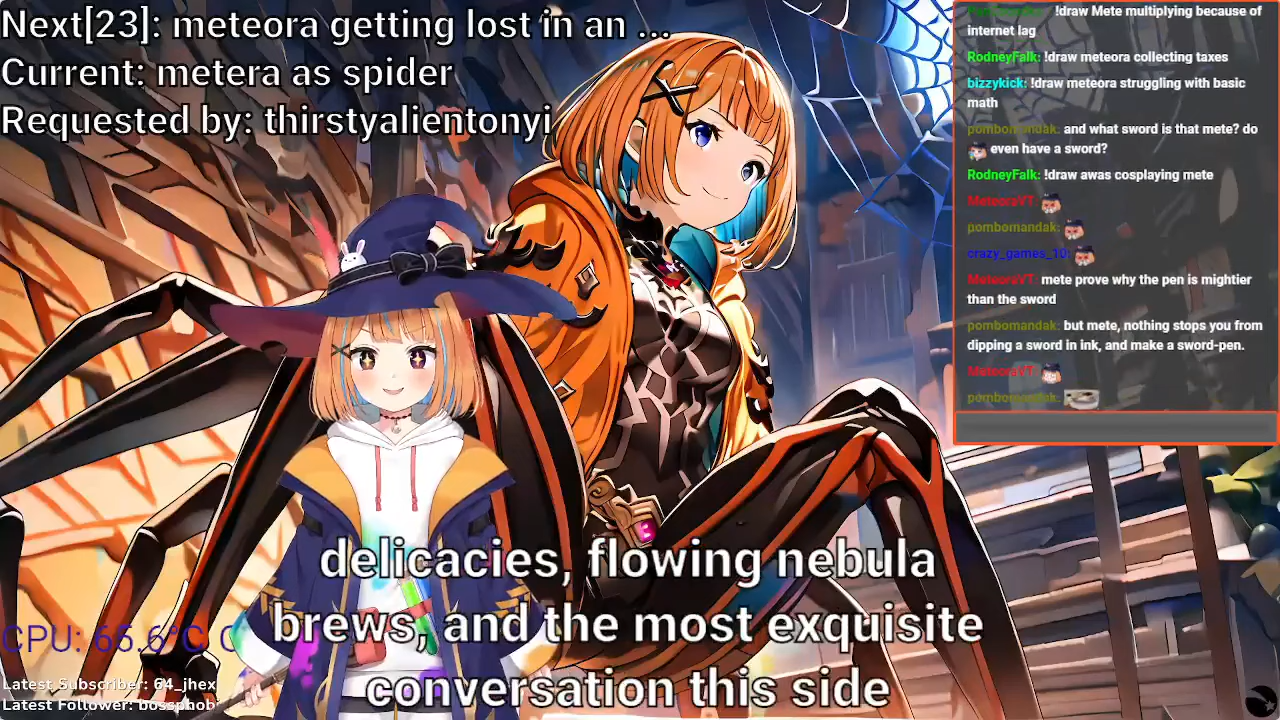 Next[23]: meteora getting lost in an ...
Current: metera as spider
Requested by: thirstyalientonyi
!draw Mete multiplying because of
internet lag
RodneyFalk: !draw meteora collecting taxes
bizzykick: !draw meteora struggling with basic
math
pombomandak: and what sword is that mete? do
even have a sword?
RodneyFalk: !draw awas cosplaying mete
MeteoraVT:
pombomandak:
crazy_games_10:
MeteoraVT: mete prove why the pen is mightier
than the sword
pombomandak: but mete, nothing stops you from
dipping a sword in ink, and make a sword-pen.
MeteoraVT:
pombomandak:
delicacies, flowing nebula
brews, and the most exquisite
conversation this side
CPU: 65.6°C
Latest Subscriber: 64_jhex
Latest Follower: bossphobi